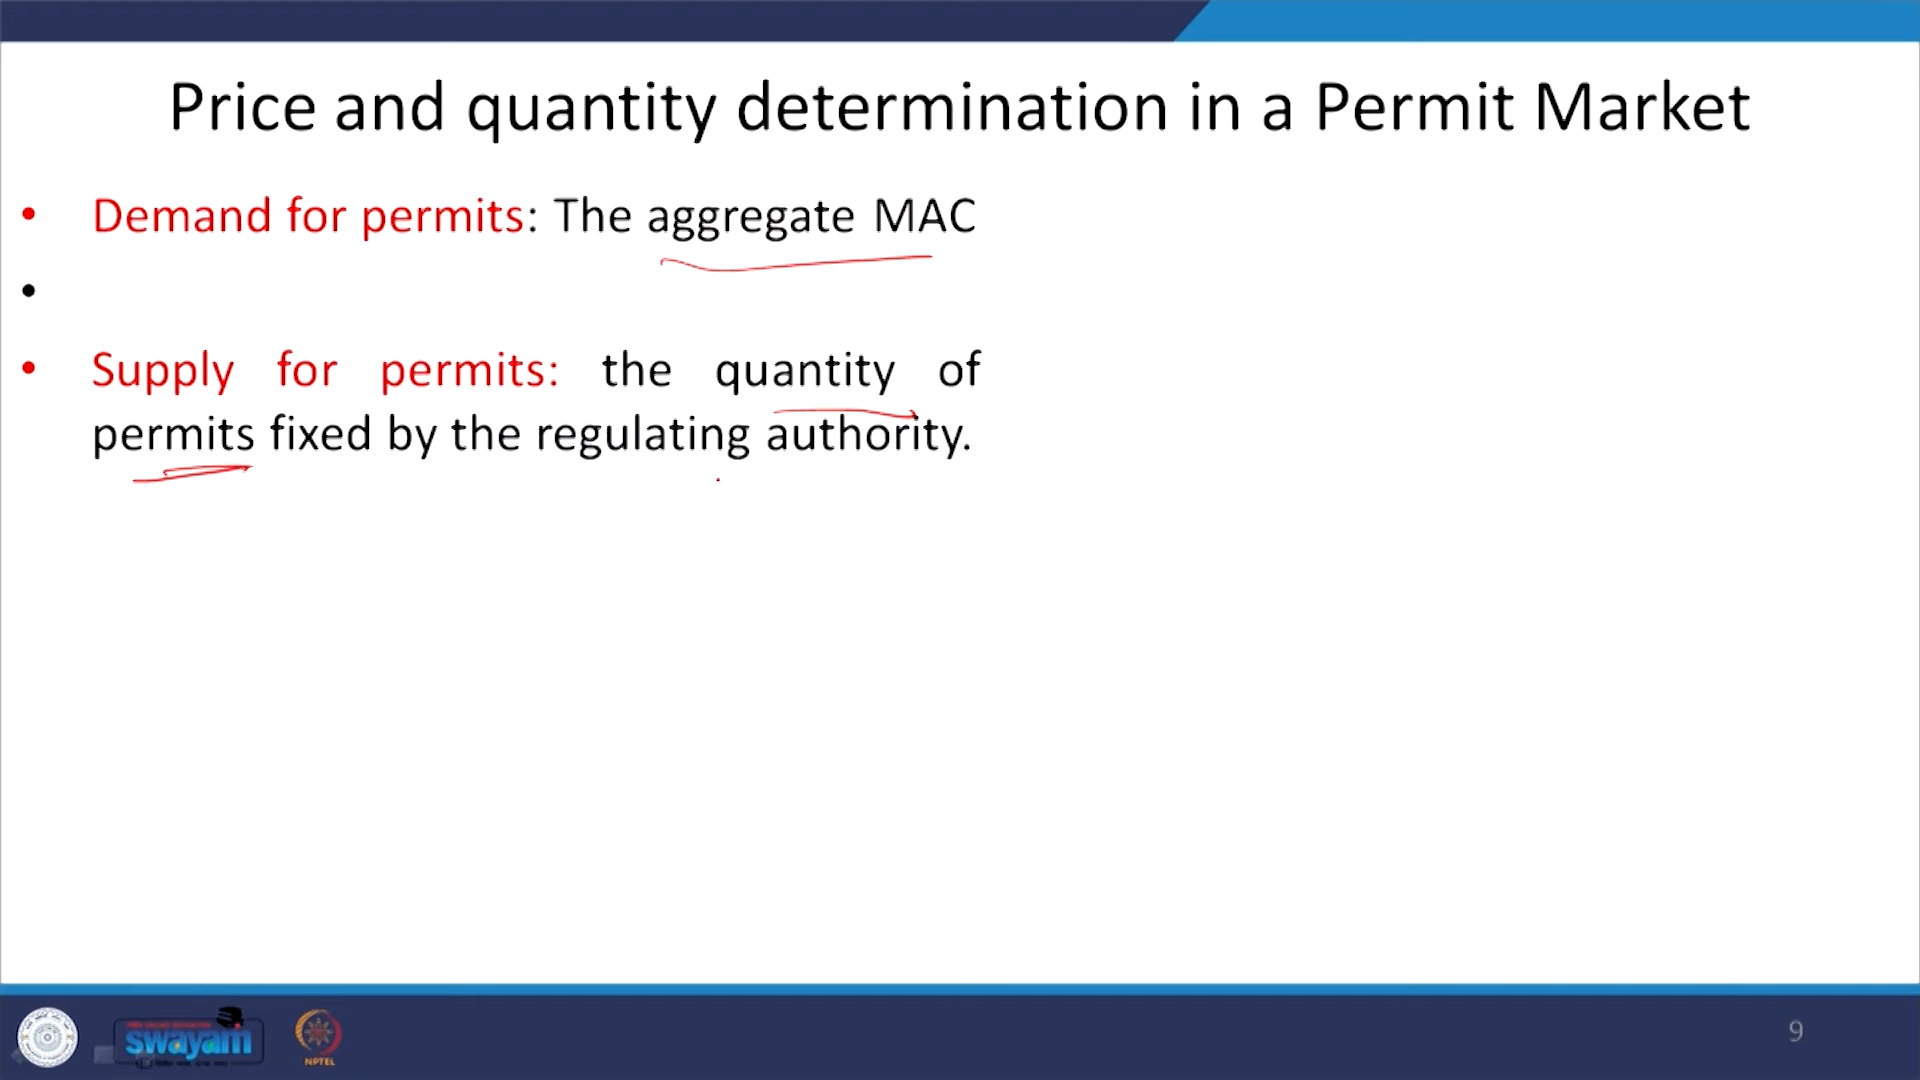 Price and quantity determination in a Permit Market
• Demand for permits: The aggregate MAC
•
• Supply for permits: the quantity of
permits fixed by the regulating authority.
swayam
NPTEL
9